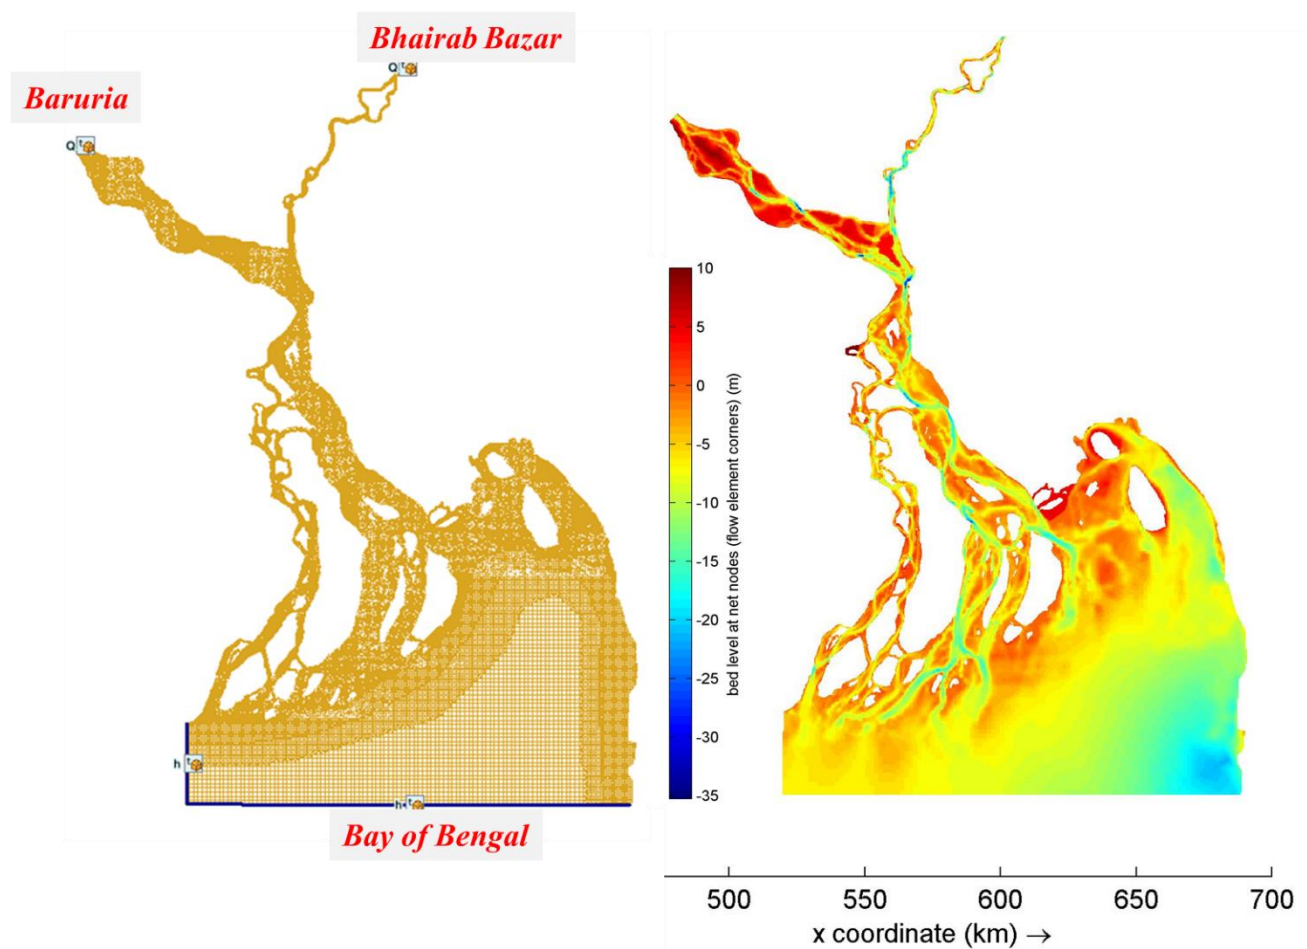 Bhairab Bazar
Q t
Baruria
Q t
10
5
0
-5
-10
-15
-20
-25
-30
-35
bed level at net nodes (flow element corners) (m)
h t
h t
Bay of Bengal
500 550 600 650 700
x coordinate (km) →